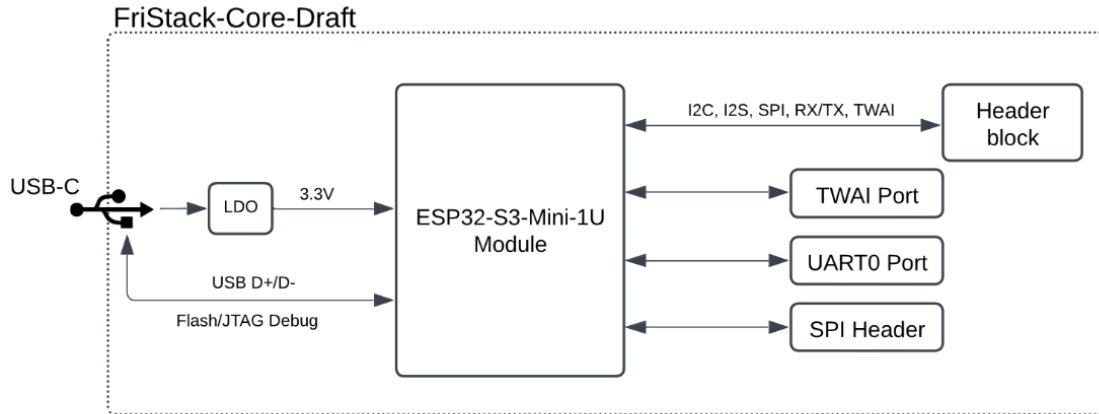 FriStack-Core-Draft
I2C, I2S, SPI, RX/TX, TWAI
Header
block
USB-C
LDO
3.3V
ESP32-S3-Mini-1U
Module
TWAI Port
UART0 Port
USB D+/D-
Flash/JTAG Debug
SPI Header